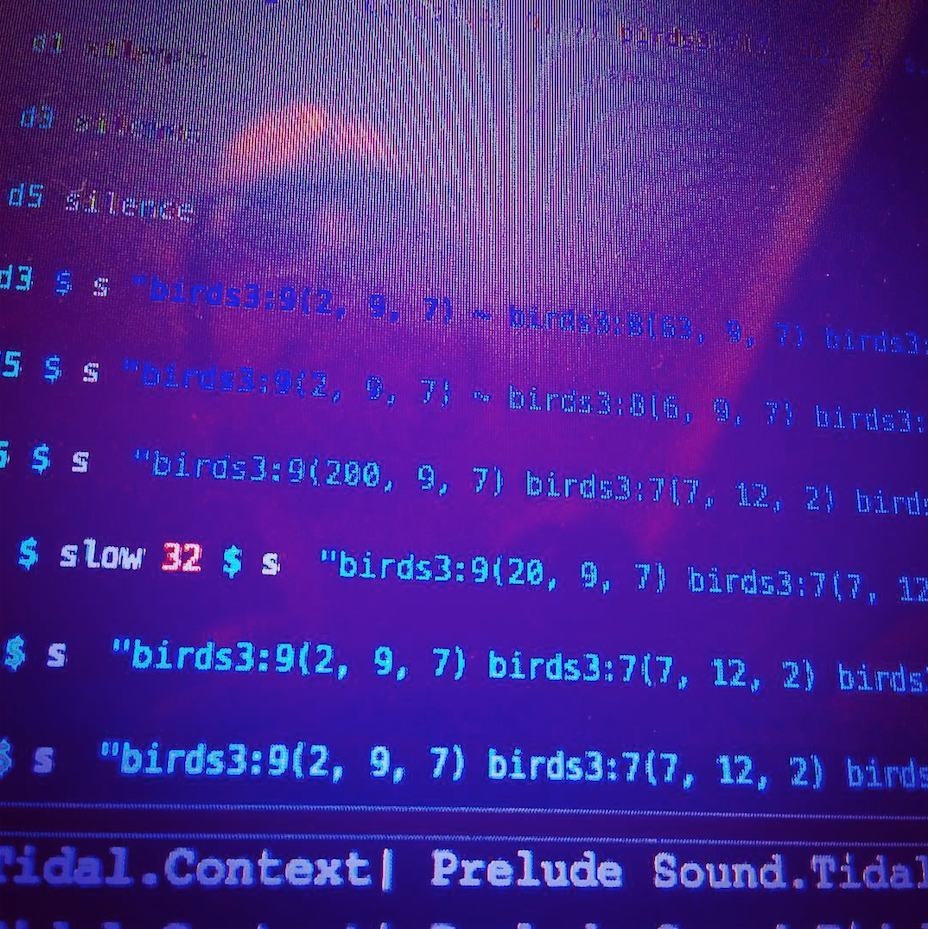 d1 silence
d3 silence
d5 silence
d3 $ s "birds3:9(2, 9, 7) ~ birds3:8(63, 9, 7) birds3:
5 $ s "birds3:9(2, 9, 7) ~ birds3:8(6, 9, 7) birds3:
$ s "birds3:9(200, 9, 7) birds3:7(7, 12, 2) birds
$ slow 32 $ s "birds3:9(20, 9, 7) birds3:7(7, 12
$ s "birds3:9(2, 9, 7) birds3:7(7, 12, 2) birds
$ s "birds3:9(2, 9, 7) birds3:7(7, 12, 2) birds
Tidal.Context| Prelude Sound.Tidal